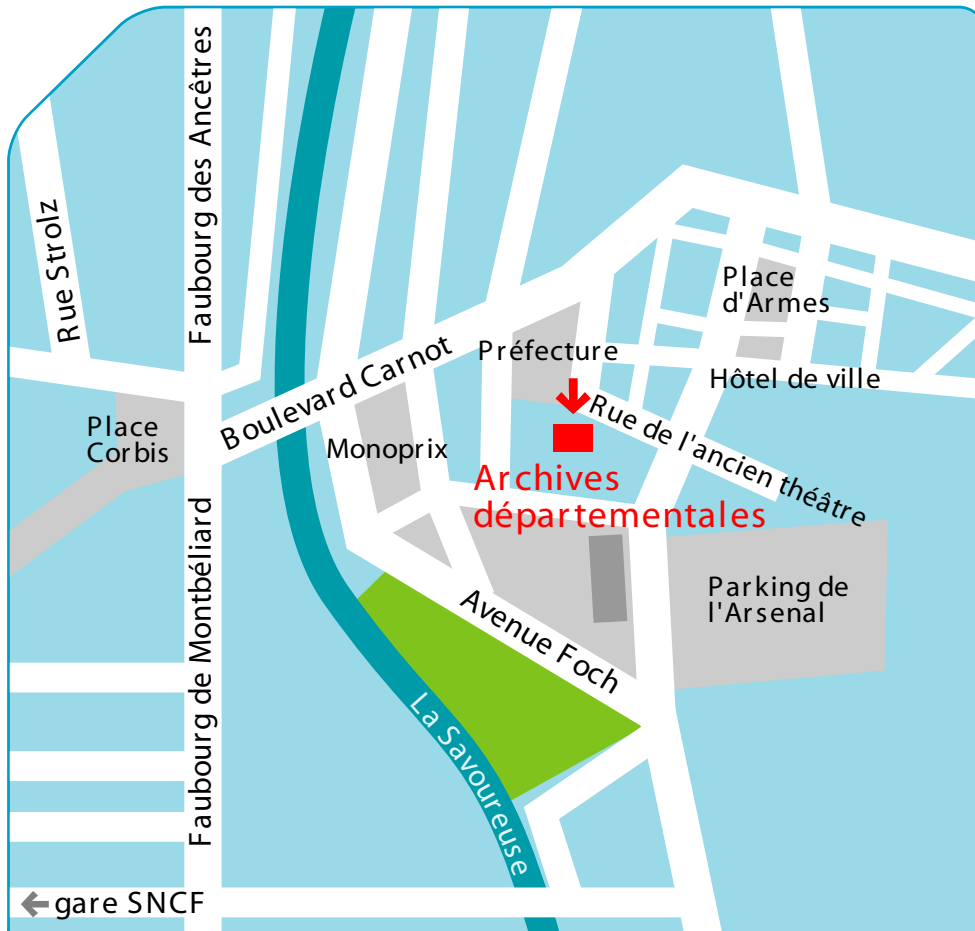 Faubourg des Ancêtres
Rue Strolz
Place
d'Armes
Préfecture
Boulevard Carnot
Hôtel de ville
Place
Corbis
Monoprix
Rue de l'ancien théâtre
Archives
départementales
Faubourg de Montbéliard
Avenue Foch
Parking de
l'Arsenal
La Savoureuse
gare SNCF